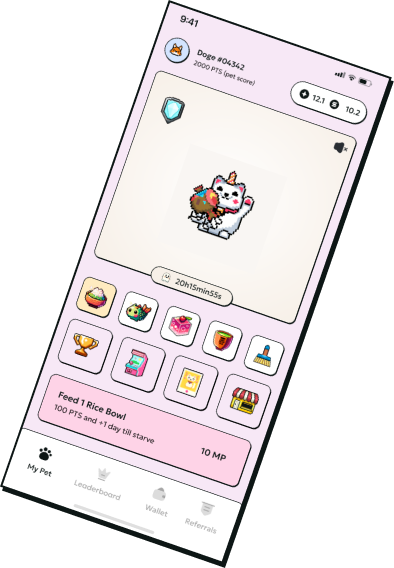 9:41
Doge #04342
2000 PTS (pet score)
12.1 10.2
20h15min55s
Feed 1 Rice Bowl
100 PTS and +1 day till starve
10 MP
My Pet
Leaderboard
Wallet
Referrals